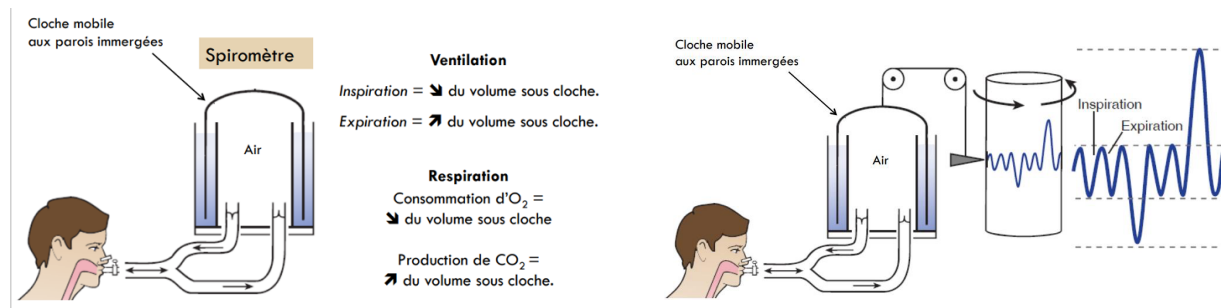 Cloche mobile
aux parois immergées
Spiromètre
Air
Ventilation
Inspiration = ↘ du volume sous cloche.
Expiration = ↗ du volume sous cloche.
Respiration
Consommation d'O₂ =
↘ du volume sous cloche
Production de CO₂ =
↗ du volume sous cloche.
Cloche mobile
aux parois immergées
Air
Inspiration
Expiration